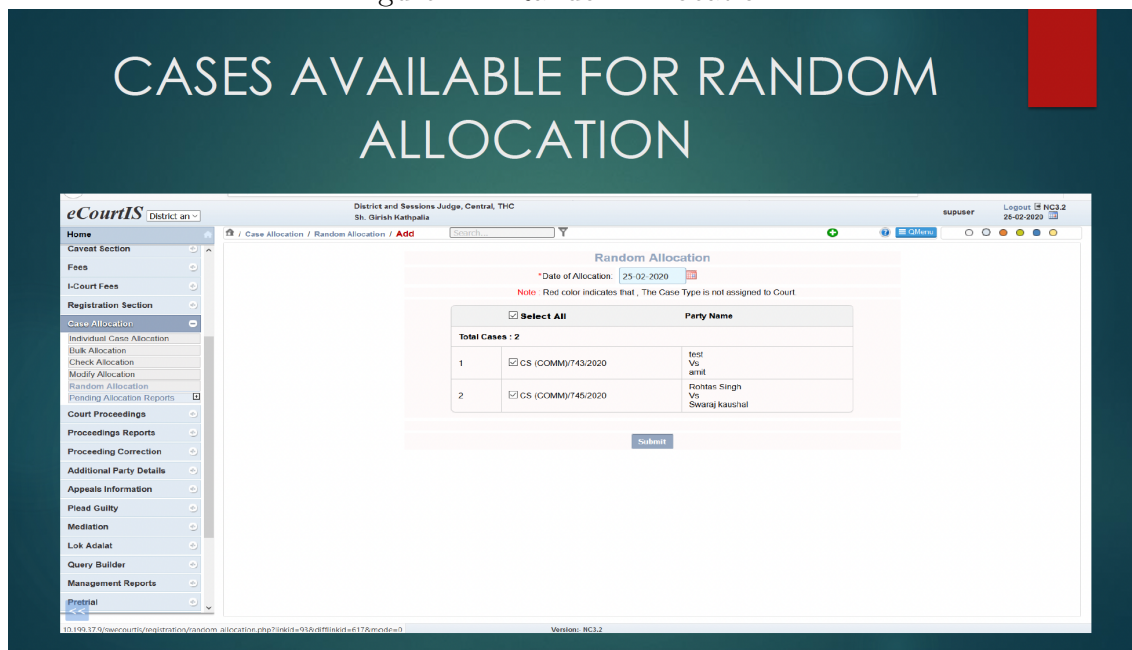 CASES AVAILABLE FOR RANDOM
ALLOCATION
eCourtIS District an
District and Sessions Judge, Central, THC
Sh. Girish Kathpalia
supuser
Logout NC3.2
25-02-2020
Home
/ Case Allocation / Random Allocation / Add
Search...
QMenu
Caveat Section
Fees
I-Court Fees
Registration Section
Case Allocation
Individual Case Allocation
Bulk Allocation
Check Allocation
Modify Allocation
Random Allocation
Pending Allocation Reports
Court Proceedings
Proceedings Reports
Proceeding Correction
Additional Party Details
Appeals Information
Plead Guilty
Mediation
Lok Adalat
Query Builder
Management Reports
Pretrial
<<
Random Allocation
*Date of Allocation: 25-02-2020
Note : Red color indicates that , The Case Type is not assigned to Court
Select All Party Name
Total Cases : 2
1 CS (COMM)/743/2020 test
Vs
amit
2 CS (COMM)/745/2020 Rohtas Singh
Vs
Swaraj kaushal
Submit
10.199.37.9/swecourtis/registration/random_allocation.php?linkid=93&difflinkid=617&mode=0
Version:- NC3.2